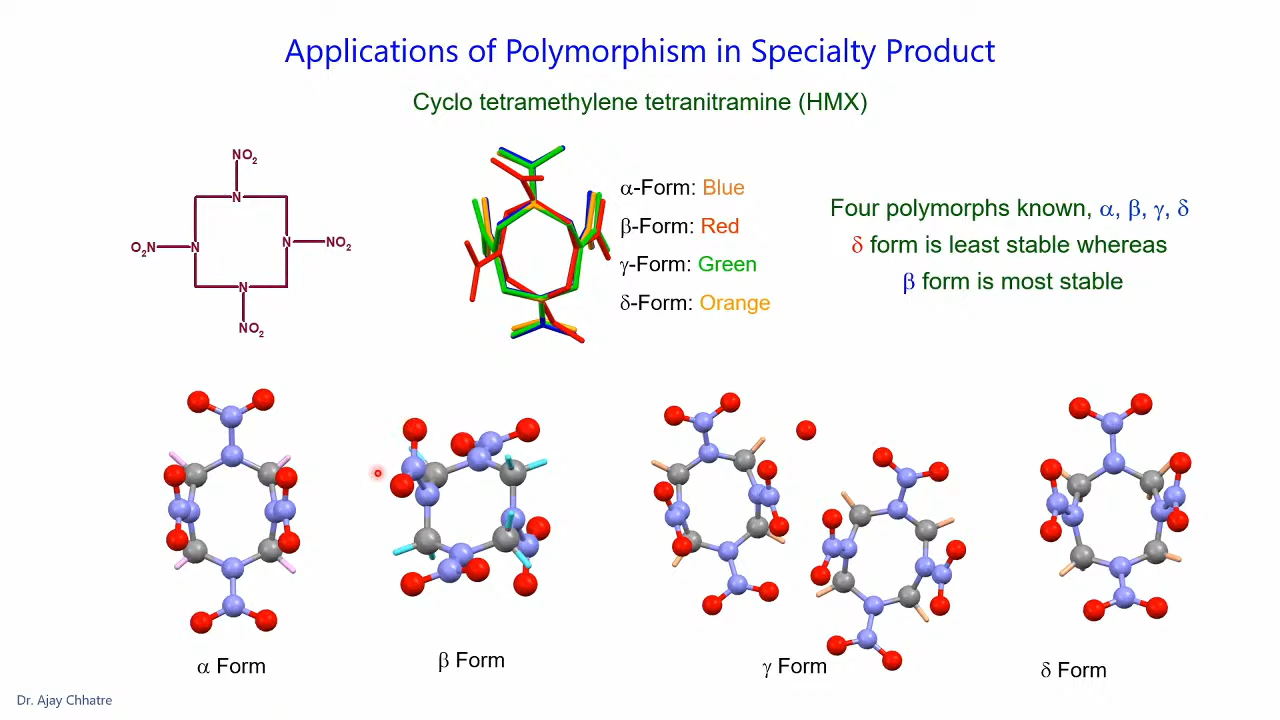 Applications of Polymorphism in Specialty Product
Cyclo tetramethylene tetranitramine (HMX)
NO2
N
O2N
N
N
NO2
N
NO2
α-Form: Blue
β-Form: Red
γ-Form: Green
δ-Form: Orange
Four polymorphs known, α, β, γ, δ
δ form is least stable whereas
β form is most stable
α Form
β Form
γ Form
δ Form
Dr. Ajay Chhatre